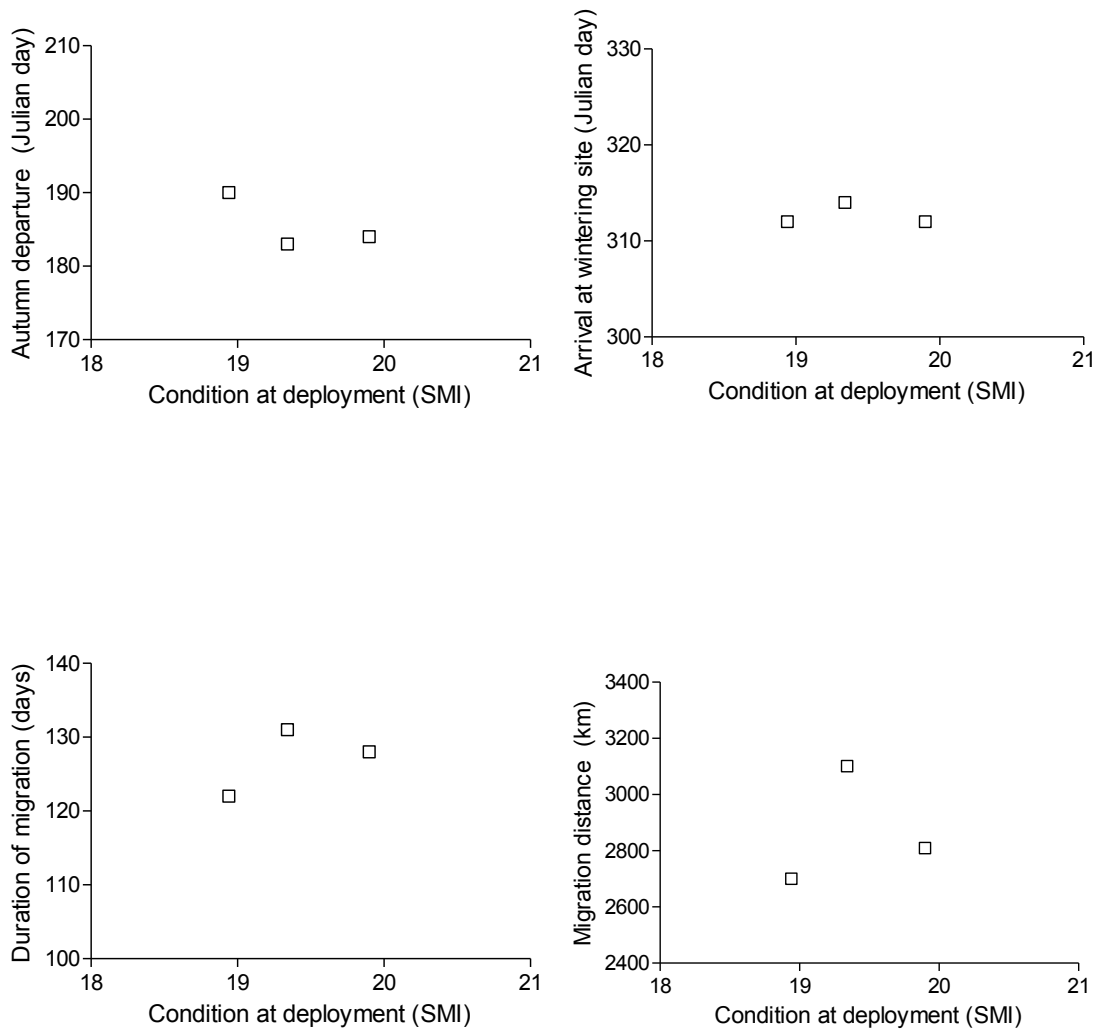 Autumn departure (Julian day)
210
200
190
180
170
18 19 20 21
Condition at deployment (SMI)
Arrival at wintering site (Julian day)
330
320
310
300
18 19 20 21
Condition at deployment (SMI)
Duration of migration (days)
140
130
120
110
100
18 19 20 21
Condition at deployment (SMI)
Migration distance (km)
3400
3200
3000
2800
2600
2400
18 19 20 21
Condition at deployment (SMI)